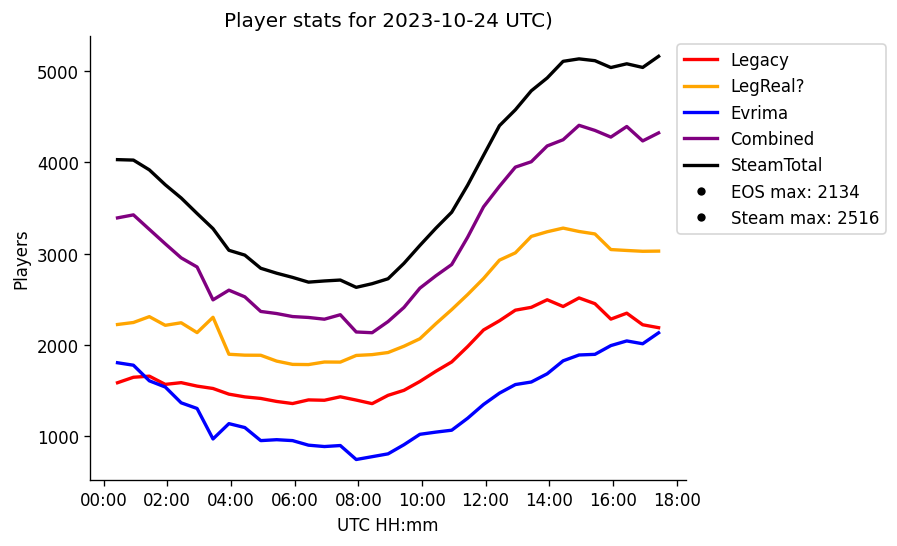 Player stats for 2023-10-24 UTC)
Legacy
LegReal?
Evrima
Combined
SteamTotal
EOS max: 2134
Steam max: 2516
Players
5000
4000
3000
2000
1000
00:00 02:00 04:00 06:00 08:00 10:00 12:00 14:00 16:00 18:00
UTC HH:mm